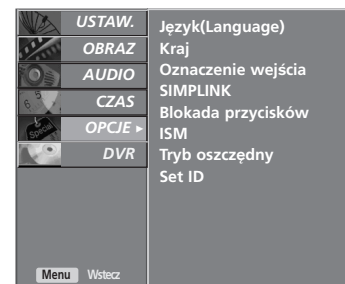 USTAW.
OBRAZ
AUDIO
CZAS
OPCJE ►
DVR
Język(Language)
Kraj
Oznaczenie wejścia
SIMPLINK
Blokada przycisków
ISM
Tryb oszczędny
Set ID
Menu Wstecz